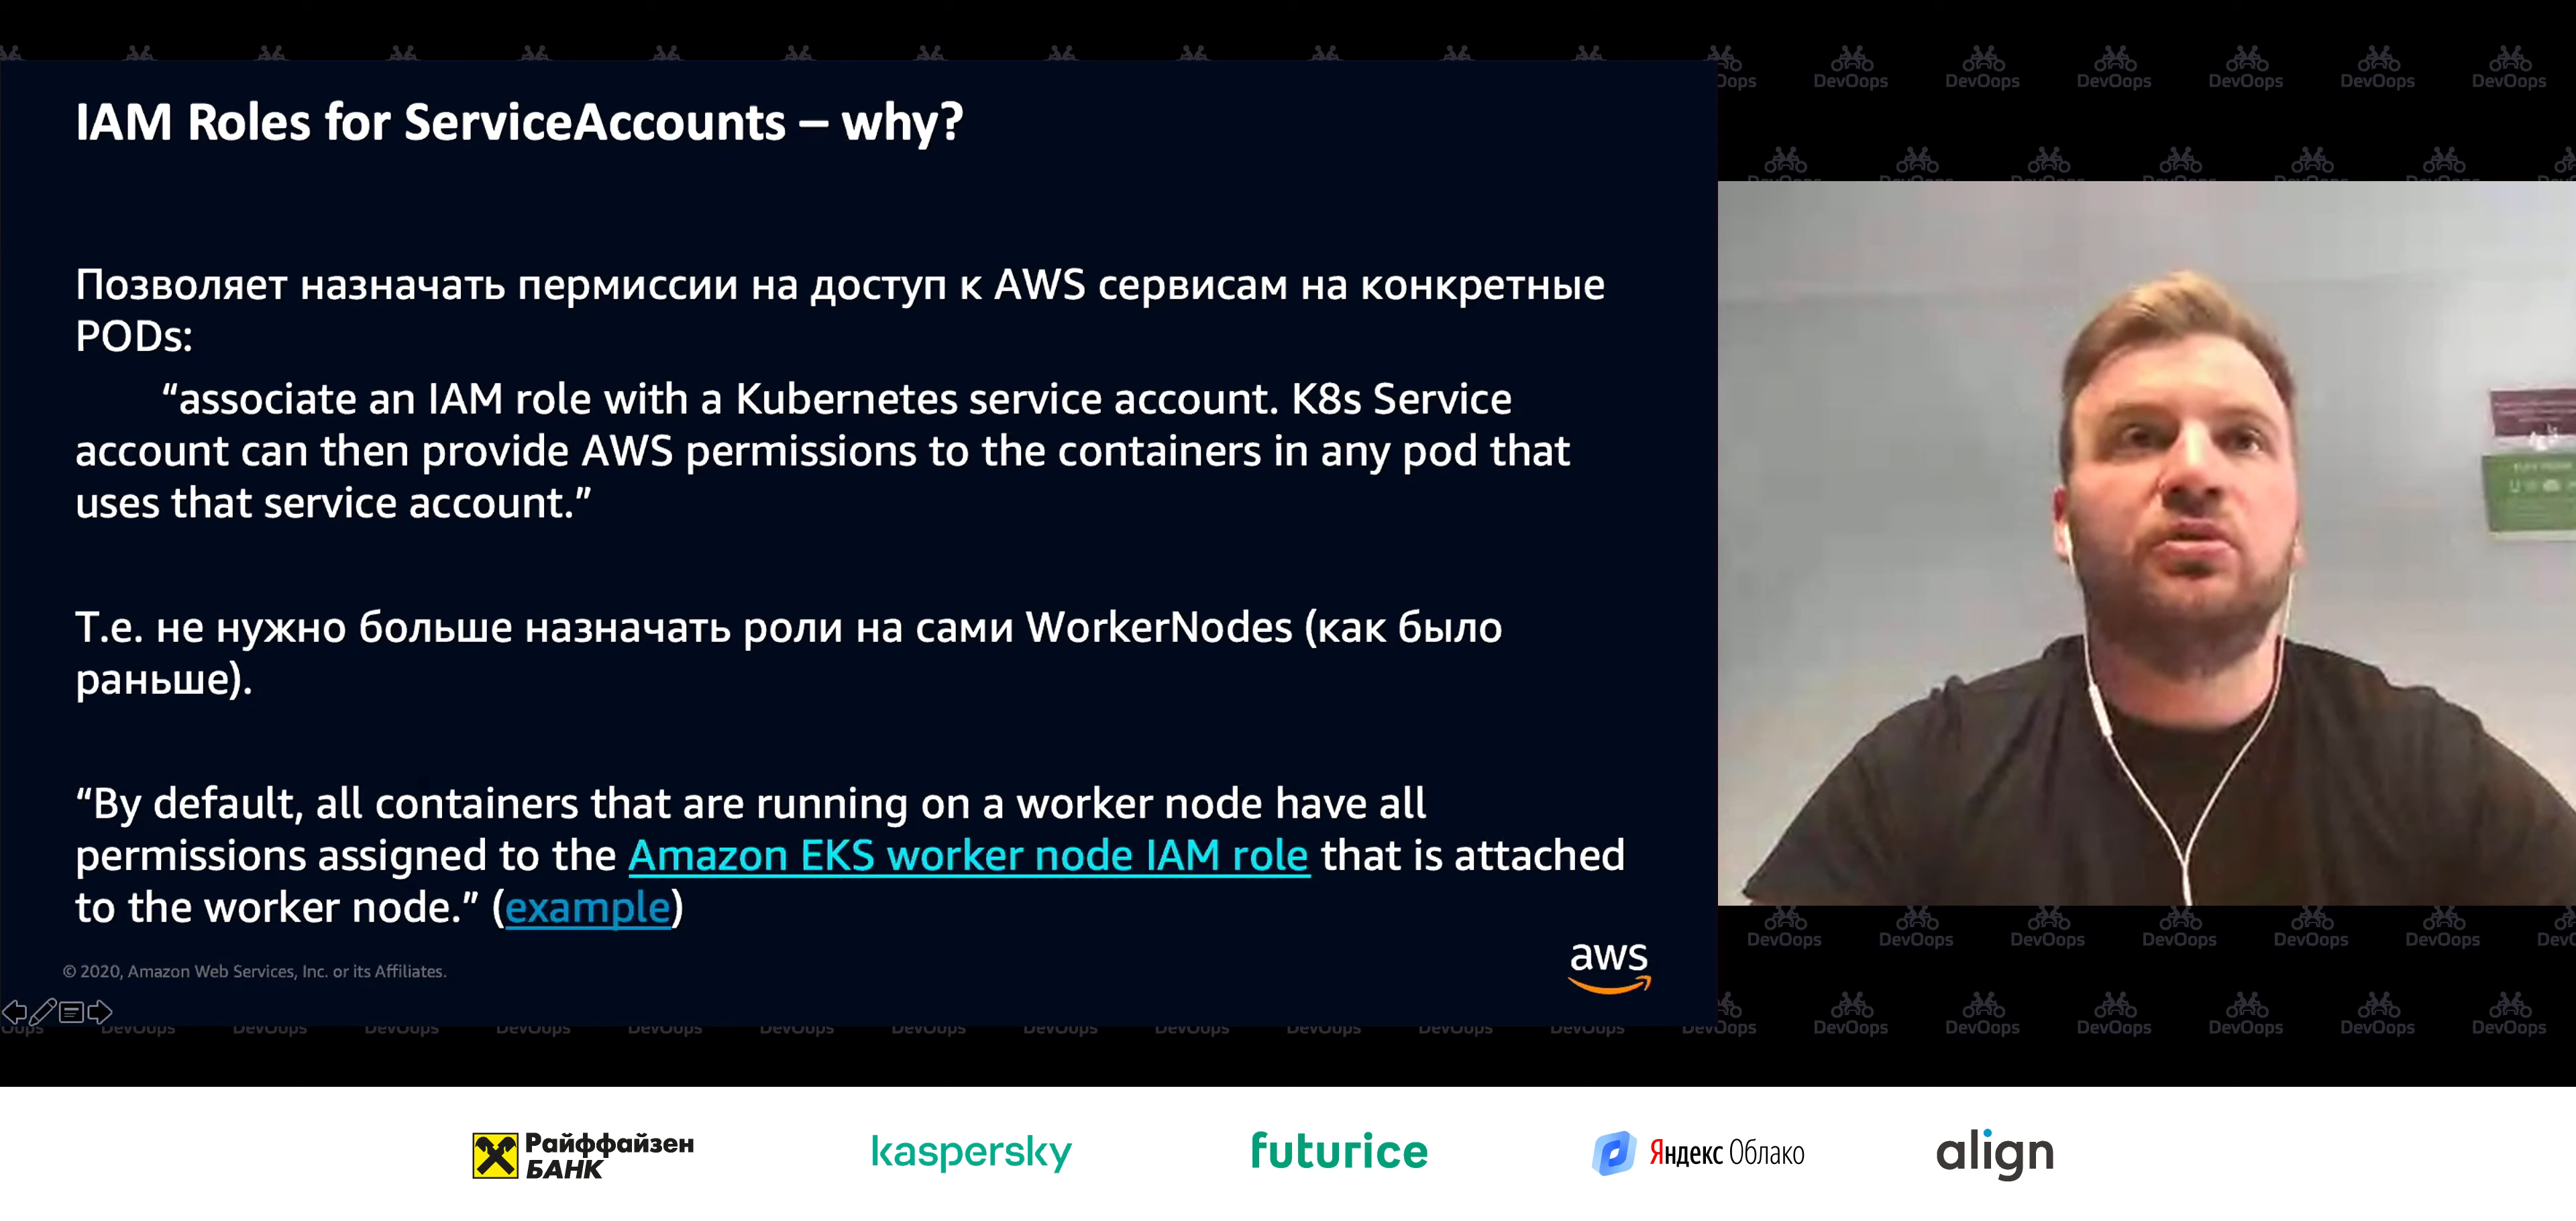 IAM Roles for ServiceAccounts – why?
Позволяет назначать пермиссии на доступ к AWS сервисам на конкретные
PODs:
“associate an IAM role with a Kubernetes service account. K8s Service
account can then provide AWS permissions to the containers in any pod that
uses that service account.”
Т.е. не нужно больше назначать роли на сами WorkerNodes (как было
раньше).
“By default, all containers that are running on a worker node have all
permissions assigned to the Amazon EKS worker node IAM role that is attached
to the worker node.” (example)
© 2020, Amazon Web Services, Inc. or its Affiliates.
aws
DevOops DevOops DevOops DevOops DevOops DevOops
Райффайзен
БАНК
kaspersky
futurice
Яндекс Облако
align